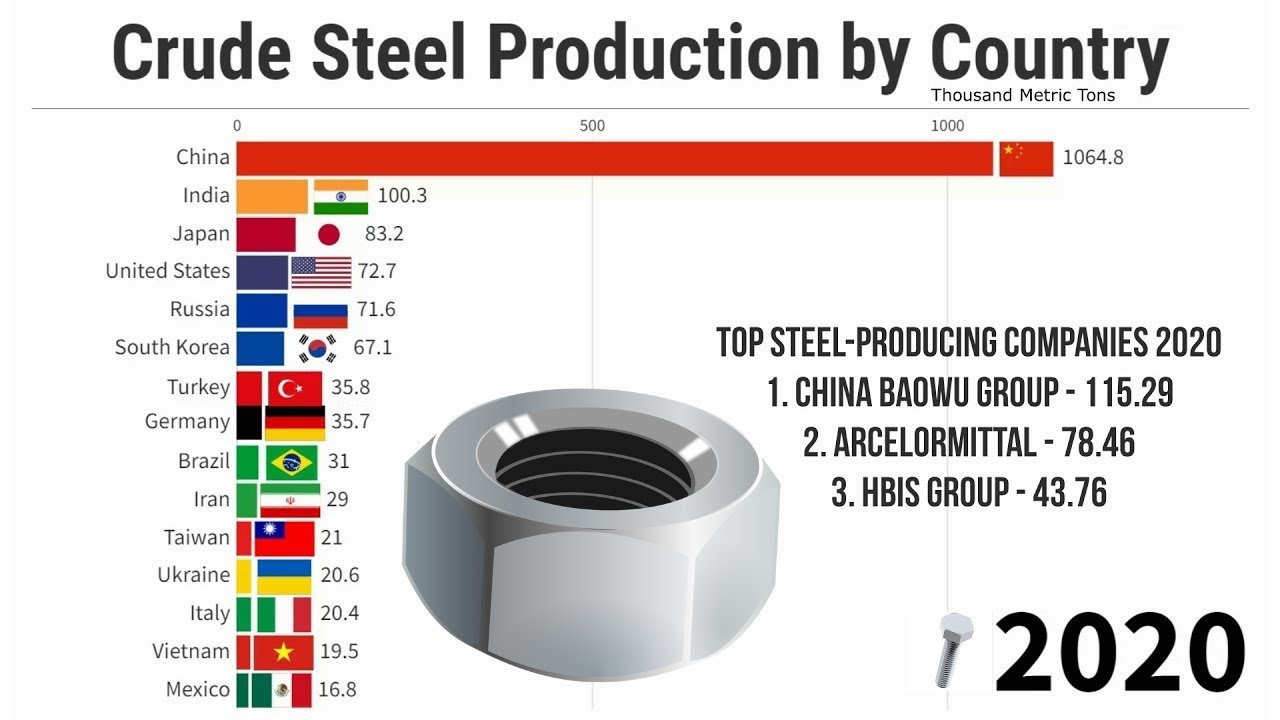 Crude Steel Production by Country
Thousand Metric Tons
0 500 1000
China 1064.8
India 100.3
Japan 83.2
United States 72.7
Russia 71.6
South Korea 67.1
Turkey 35.8
Germany 35.7
Brazil 31
Iran 29
Taiwan 21
Ukraine 20.6
Italy 20.4
Vietnam 19.5
Mexico 16.8
TOP STEEL-PRODUCING COMPANIES 2020
1. CHINA BAOWU GROUP - 115.29
2. ARCELORMITTAL - 78.46
3. HBIS GROUP - 43.76
2020